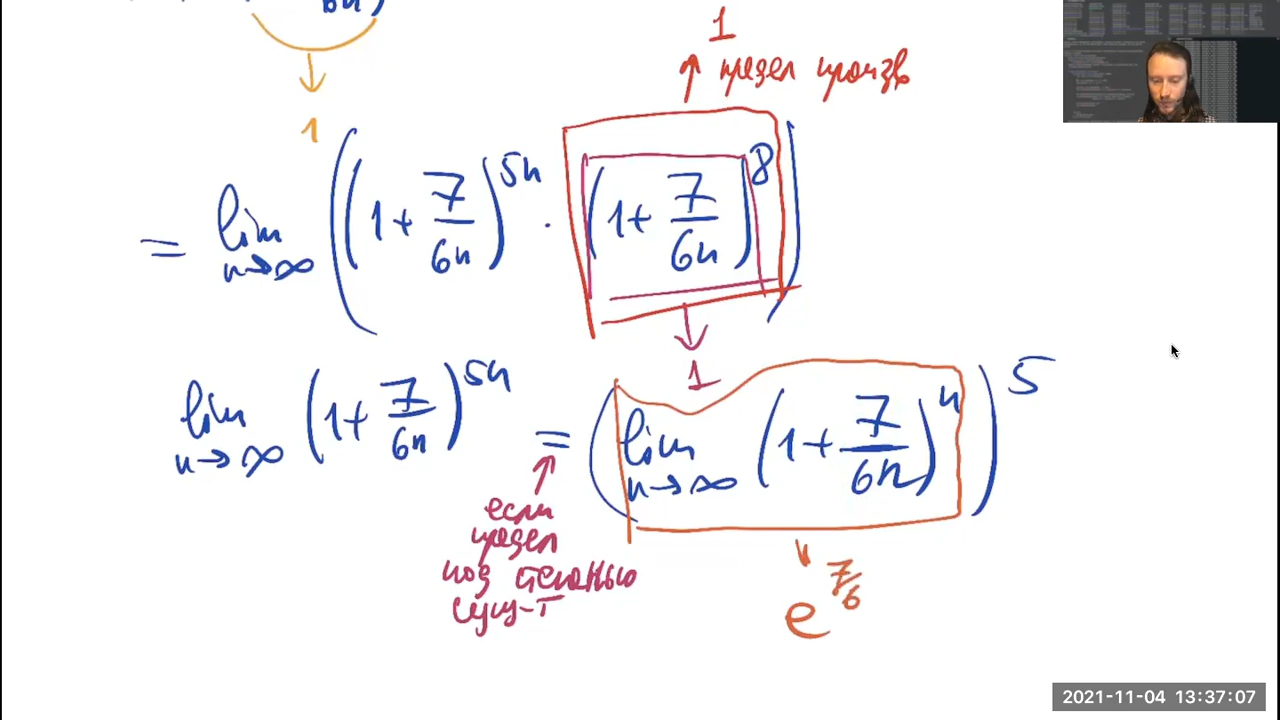 6n)
1
предел произв
1
= lim n→∞ ((1 + 7/6n)^5n · (1 + 7/6n)^8)
1
lim n→∞ (1 + 7/6n)^5n = (lim n→∞ (1 + 7/6n)^n)^5
если
предел
под степенью
сущ-т
e^7/6
2021-11-04 13:37:07